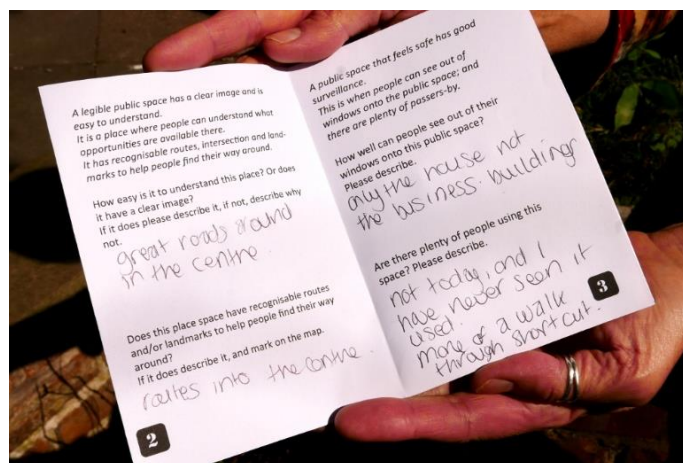 A legible public space has a clear image and is
easy to understand.
It is a place where people can understand what
opportunities are available there.
It has recognisable routes, intersection and land-
marks to help people find their way around.
How easy is it to understand this place? Or does
it have a clear image?
If it does please describe it, if not, describe why
not.
great roads around
in the centre.
Does this place space have recognisable routes
and/or landmarks to help people find their way
around?
If it does describe it, and mark on the map.
routes into the centre.
2
A public space that feels safe has good
surveillance.
This is when people can see out of
windows onto the public space; and
there are plenty of passers-by.
How well can people see out of their
windows onto this public space?
Please describe.
only the house not
the business buildings
Are there plenty of people using this
space? Please describe.
not today, and I
have never seen it
used.
more of a walk
through short cut.
3